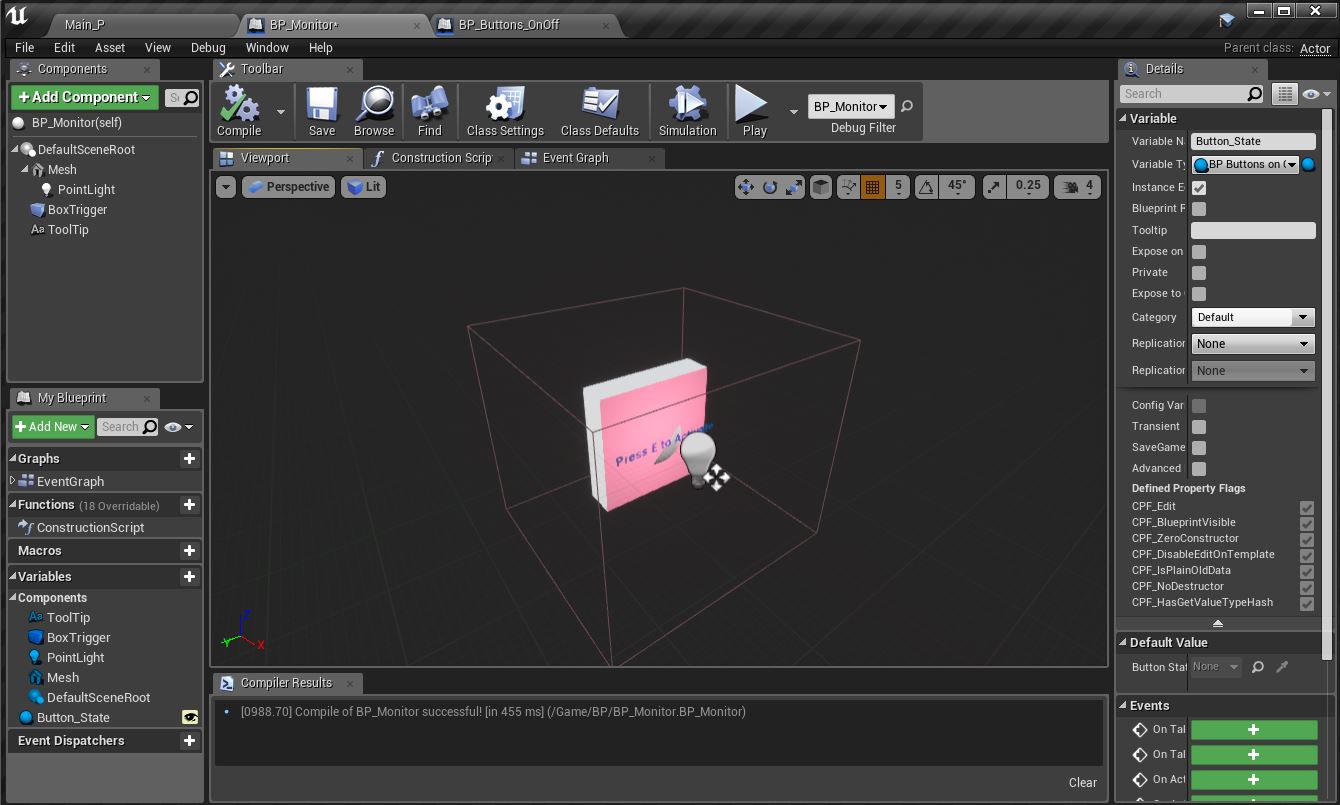 Main_P
BP_Monitor*
BP_Buttons_OnOff
File Edit Asset View Debug Window Help
Parent class: Actor
Components
Add Component
BP_Monitor(self)
DefaultSceneRoot
Mesh
PointLight
BoxTrigger
Aa ToolTip
My Blueprint
Add New
Search
Graphs
EventGraph
Functions (18 Overridable)
ConstructionScript
Macros
Variables
Components
Aa ToolTip
BoxTrigger
PointLight
Mesh
DefaultSceneRoot
Button_State
Event Dispatchers
Toolbar
Compile
Save
Browse
Find
Class Settings
Class Defaults
Simulation
Play
BP_Monitor
Debug Filter
Viewport
Construction Scrip
Event Graph
Perspective
Lit
5
45°
0.25
4
Press E to Activate
Z
Y
X
Compiler Results
[0988.70] Compile of BP_Monitor successful! [in 455 ms] (/Game/BP/BP_Monitor.BP_Monitor)
Clear
Details
Search
Variable
Variable N Button_State
Variable Ty BP Buttons on
Instance E
Blueprint R
Tooltip
Expose on
Private
Expose to
Category Default
Replication None
Replication None
Config Var
Transient
SaveGame
Advanced
Defined Property Flags
CPF_Edit
CPF_BlueprintVisible
CPF_ZeroConstructor
CPF_DisableEditOnTemplate
CPF_IsPlainOldData
CPF_NoDestructor
CPF_HasGetValueTypeHash
Default Value
Button Stat None
Events
On Tal
On Tal
On Act